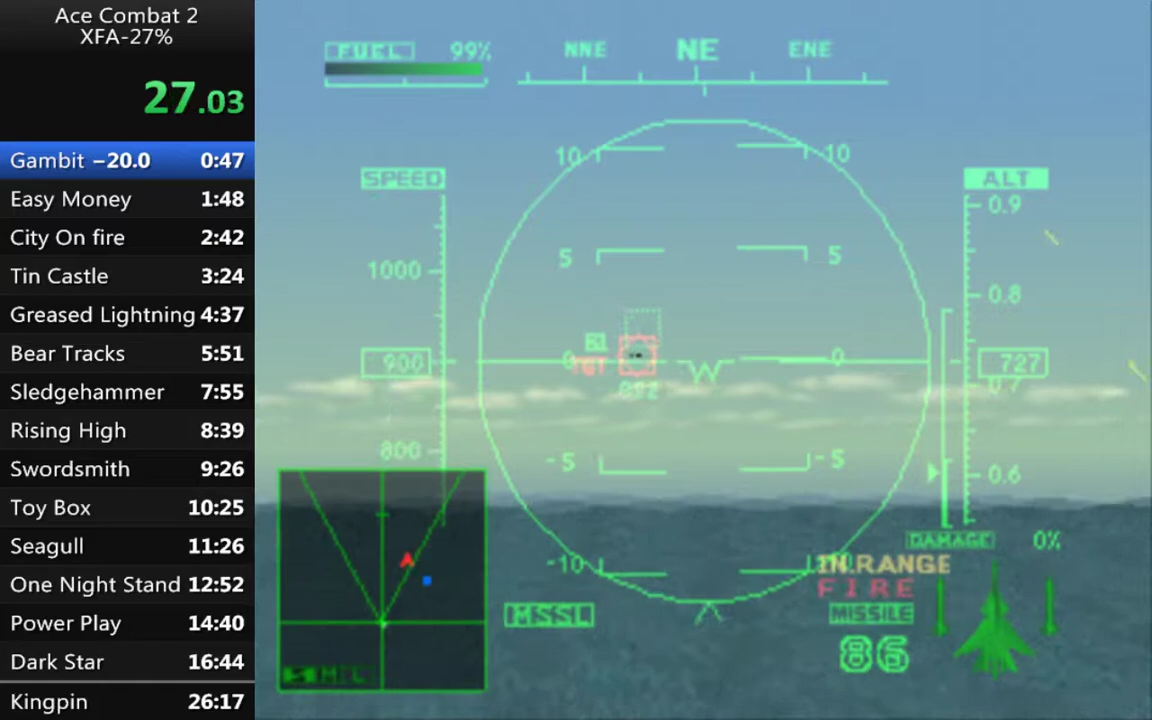 Ace Combat 2
XFA-27%
27.03
Gambit −20.0 0:47
Easy Money 1:48
City On fire 2:42
Tin Castle 3:24
Greased Lightning 4:37
Bear Tracks 5:51
Sledgehammer 7:55
Rising High 8:39
Swordsmith 9:26
Toy Box 10:25
Seagull 11:26
One Night Stand 12:52
Power Play 14:40
Dark Star 16:44
Kingpin 26:17
FUEL 99%
NNE NE ENE
10 10
SPEED ALT
0.9
5 5
1000 0.8
900 0 TGT 0 727
0.7
800 -5 -5 0.6
DAMAGE 0%
-10 IN RANGE
FIRE
MSSL MISSILE
86
MIL